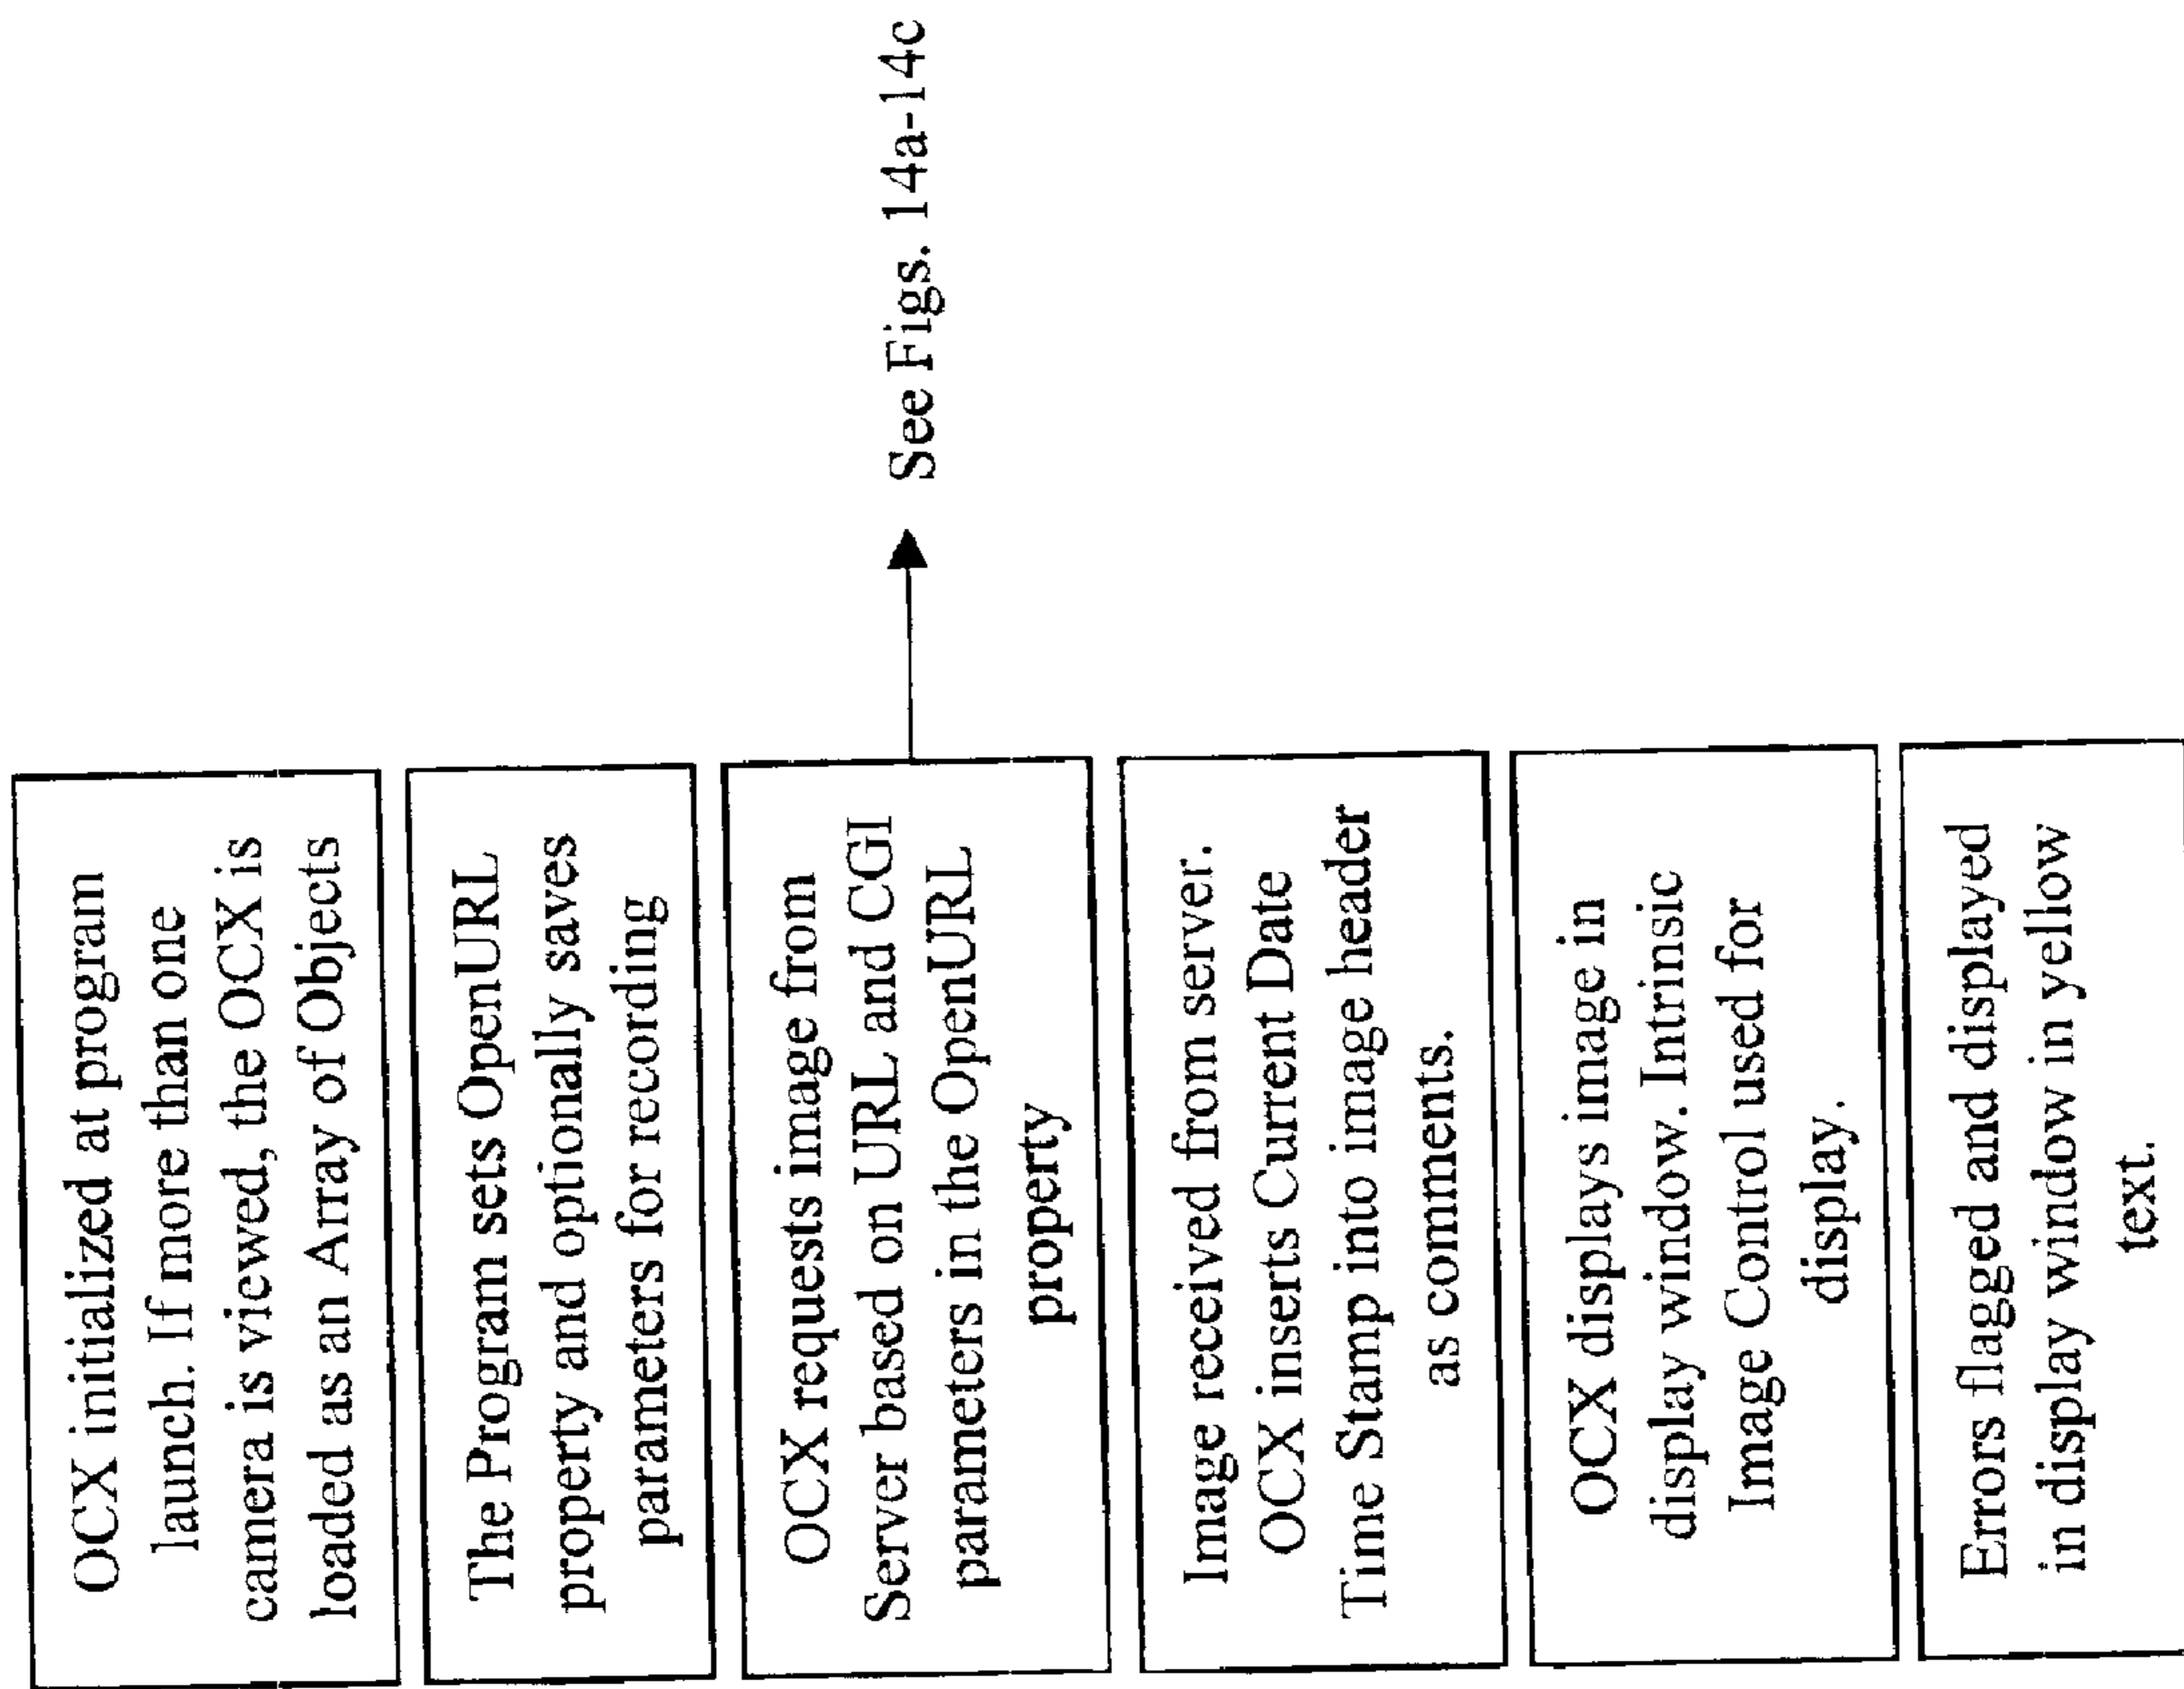 OCX initialized at program
launch. If more than one
camera is viewed, the OCX is
loaded as an Array of Objects
The Program sets OpenURL
property and optionally saves
parameters for recording
OCX requests image from
Server based on URL and CGI
parameters in the OpenURL
property
See Figs. 14a-14c
Image received from server.
OCX inserts Current Date
Time Stamp into image header
as comments.
OCX displays image in
display window. Intrinsic
Image Control used for
display.
Errors flagged and displayed
in display window in yellow
text.